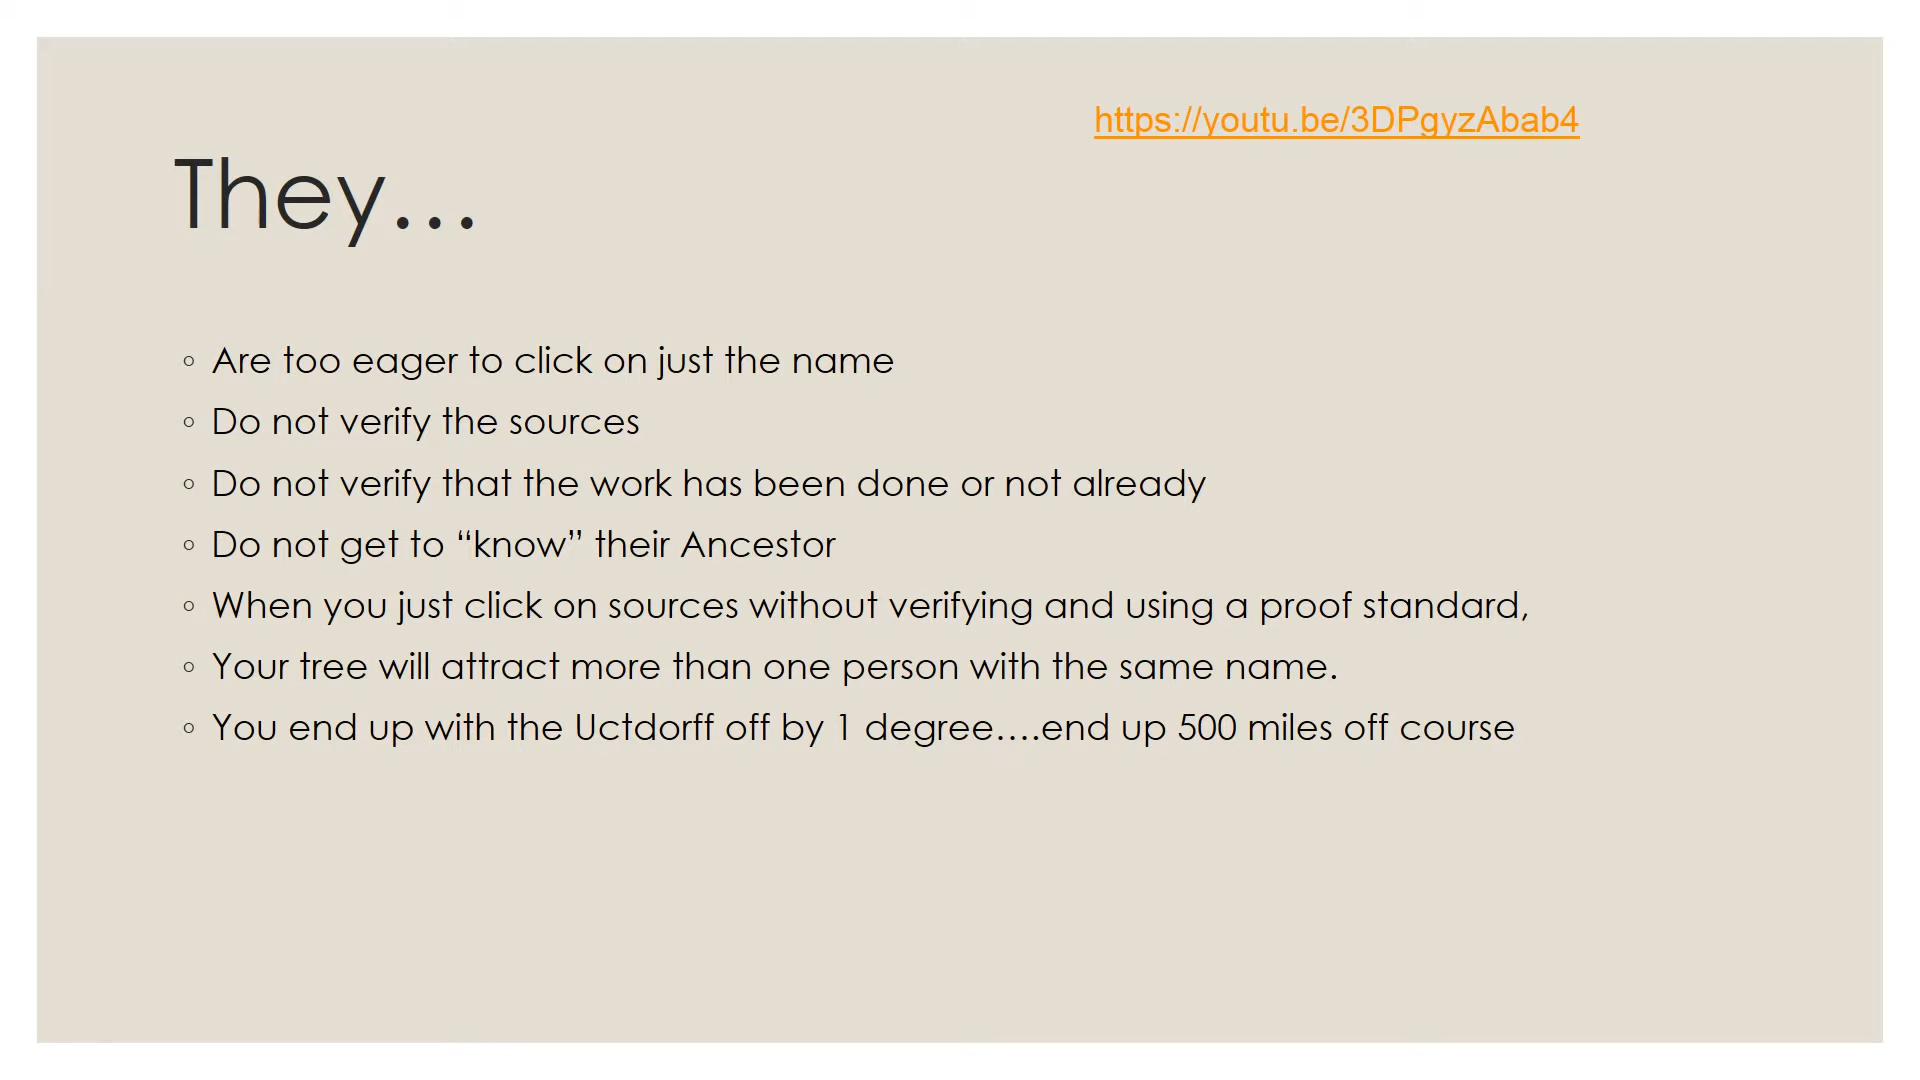 https://youtu.be/3DPgyzAbab4
They...
◦ Are too eager to click on just the name
◦ Do not verify the sources
◦ Do not verify that the work has been done or not already
◦ Do not get to “know” their Ancestor
◦ When you just click on sources without verifying and using a proof standard,
◦ Your tree will attract more than one person with the same name.
◦ You end up with the Uctdorff off by 1 degree....end up 500 miles off course